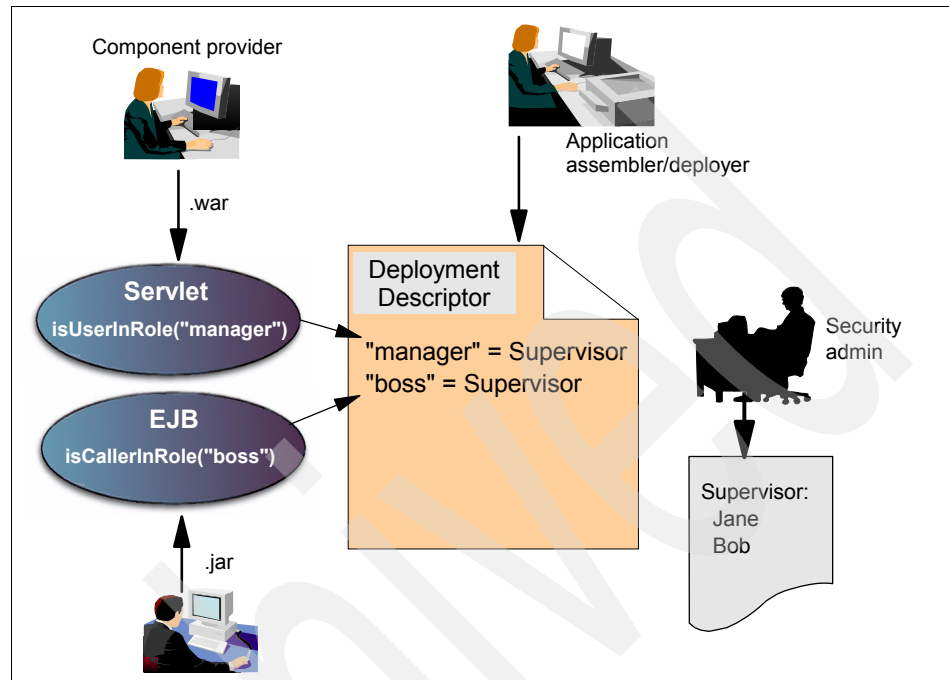 Component provider
.war
Servlet
isUserInRole("manager")
EJB
isCallerInRole("boss")
.jar
Application
assembler/deployer
Deployment
Descriptor
"manager" = Supervisor
"boss" = Supervisor
Security
admin
Supervisor:
Jane
Bob